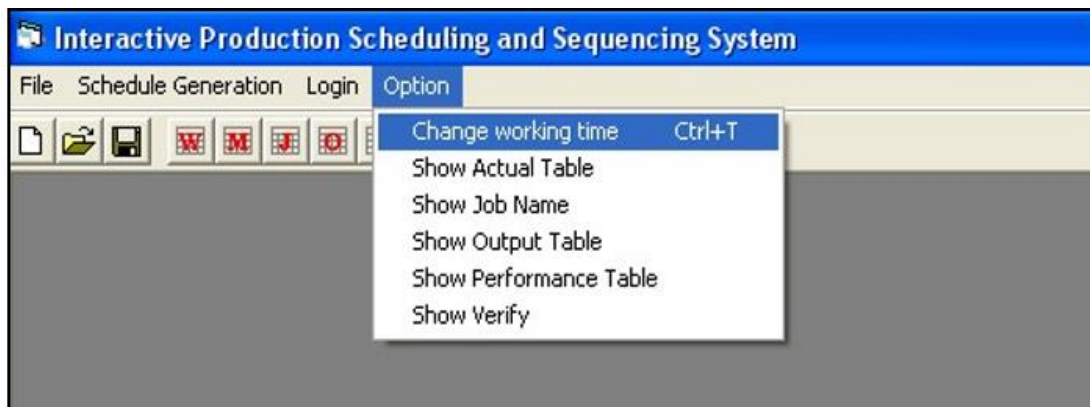 Interactive Production Scheduling and Sequencing System
File Schedule Generation Login Option
W M J O
Change working time Ctrl+T
Show Actual Table
Show Job Name
Show Output Table
Show Performance Table
Show Verify